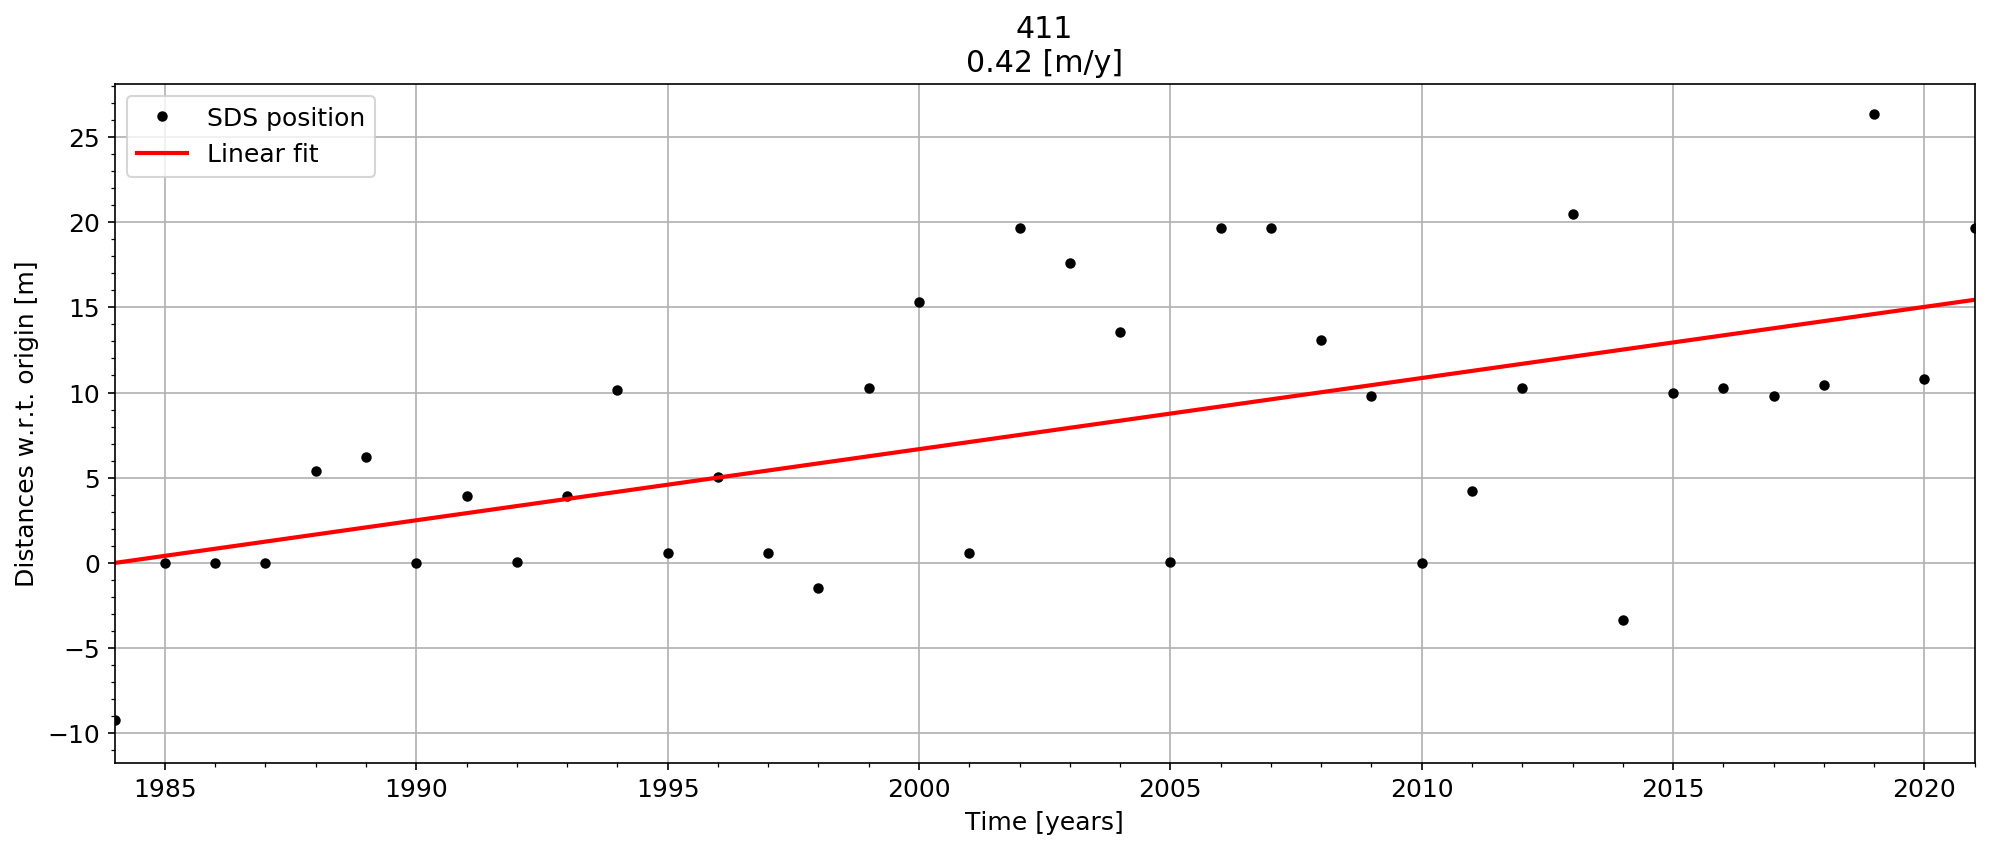 411
0.42 [m/y]
SDS position
Linear fit
Distances w.r.t. origin [m]
25
20
15
10
5
0
−5
−10
1985 1990 1995 2000 2005 2010 2015 2020
Time [years]